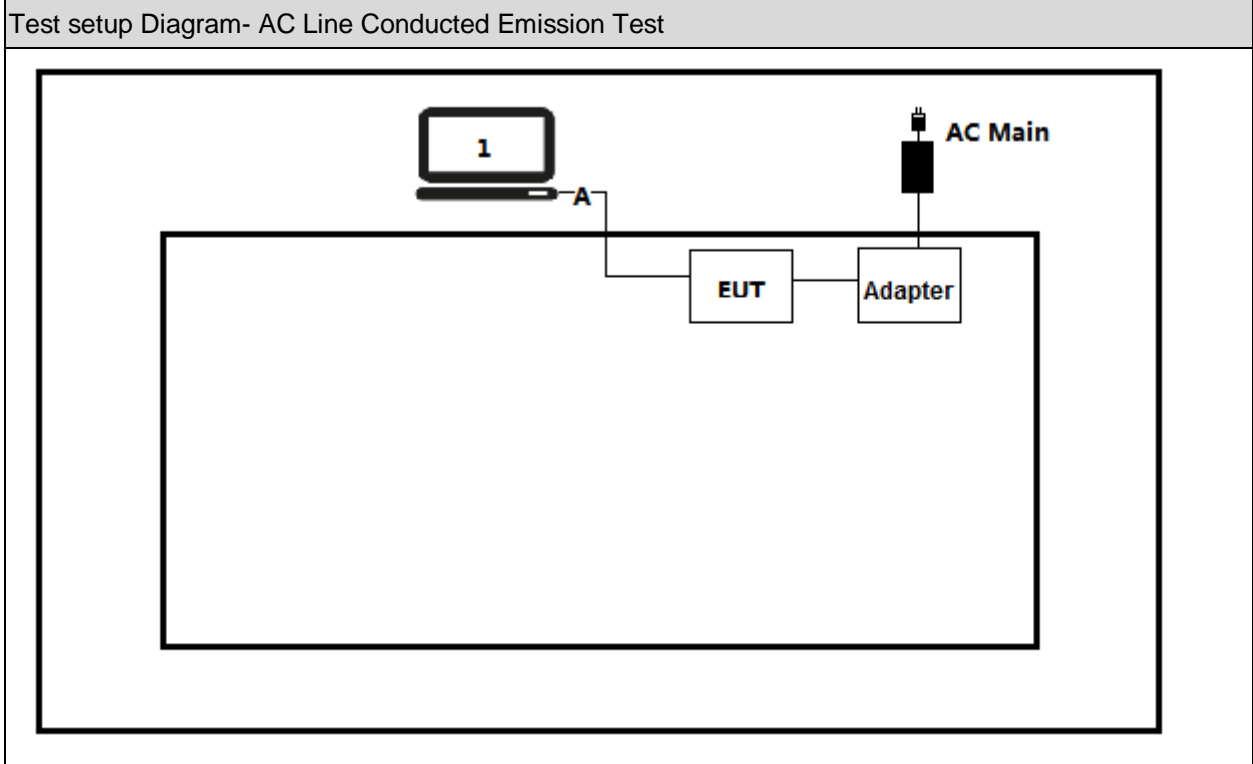 Test setup Diagram- AC Line Conducted Emission Test
1
AC Main
A
EUT
Adapter